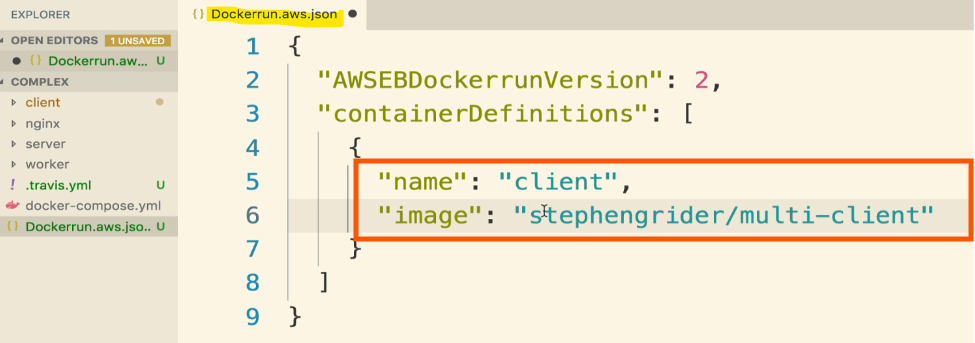 EXPLORER
OPEN EDITORS 1 UNSAVED
{} Dockerrun.aw... U
COMPLEX
client
nginx
server
worker
! .travis.yml U
docker-compose.yml
{} Dockerrun.aws.jso.. U
{} Dockerrun.aws.json
1 {
2 "AWSEBDockerrunVersion": 2,
3 "containerDefinitions": [
4 {
5 "name": "client",
6 "image": "stephengrider/multi-client"
7 }
8 ]
9 }